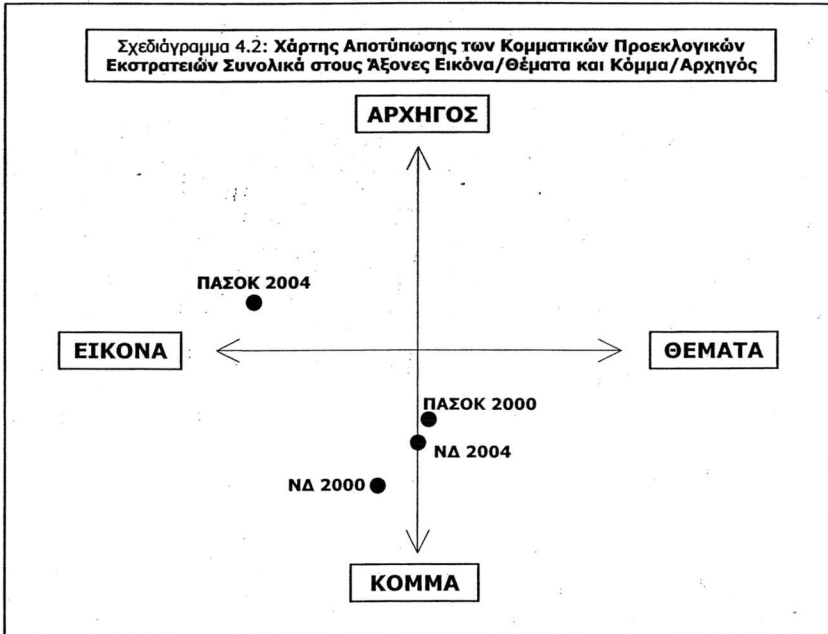 Σχεδιάγραμμα 4.2: Χάρτης Αποτύπωσης των Κομματικών Προεκλογικών
Εκστρατειών Συνολικά στους Άξονες Εικόνα/Θέματα και Κόμμα/Αρχηγός
ΑΡΧΗΓΟΣ
ΠΑΣΟΚ 2004
ΕΙΚΟΝΑ
ΘΕΜΑΤΑ
ΠΑΣΟΚ 2000
ΝΔ 2004
ΝΔ 2000
ΚΟΜΜΑ